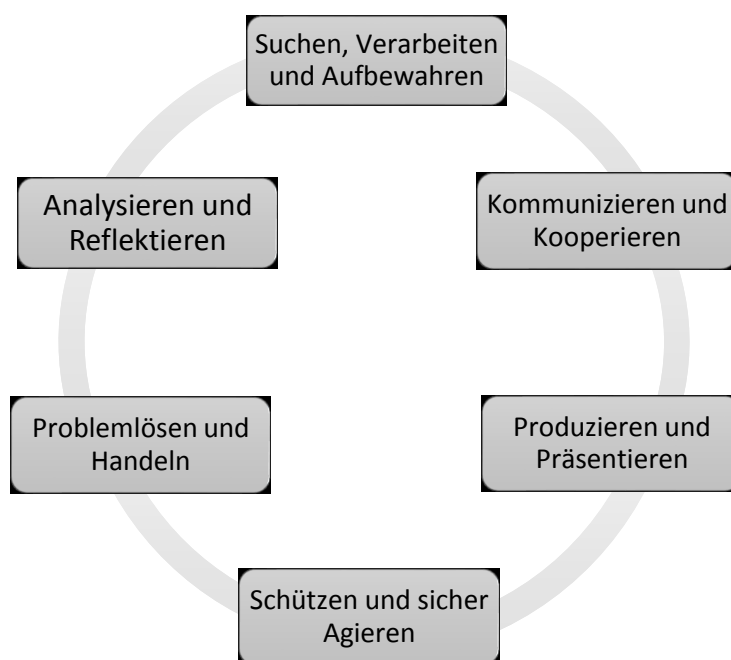 Suchen, Verarbeiten
und Aufbewahren
Kommunizieren und
Kooperieren
Produzieren und
Präsentieren
Schützen und sicher
Agieren
Problemlösen und
Handeln
Analysieren und
Reflektieren